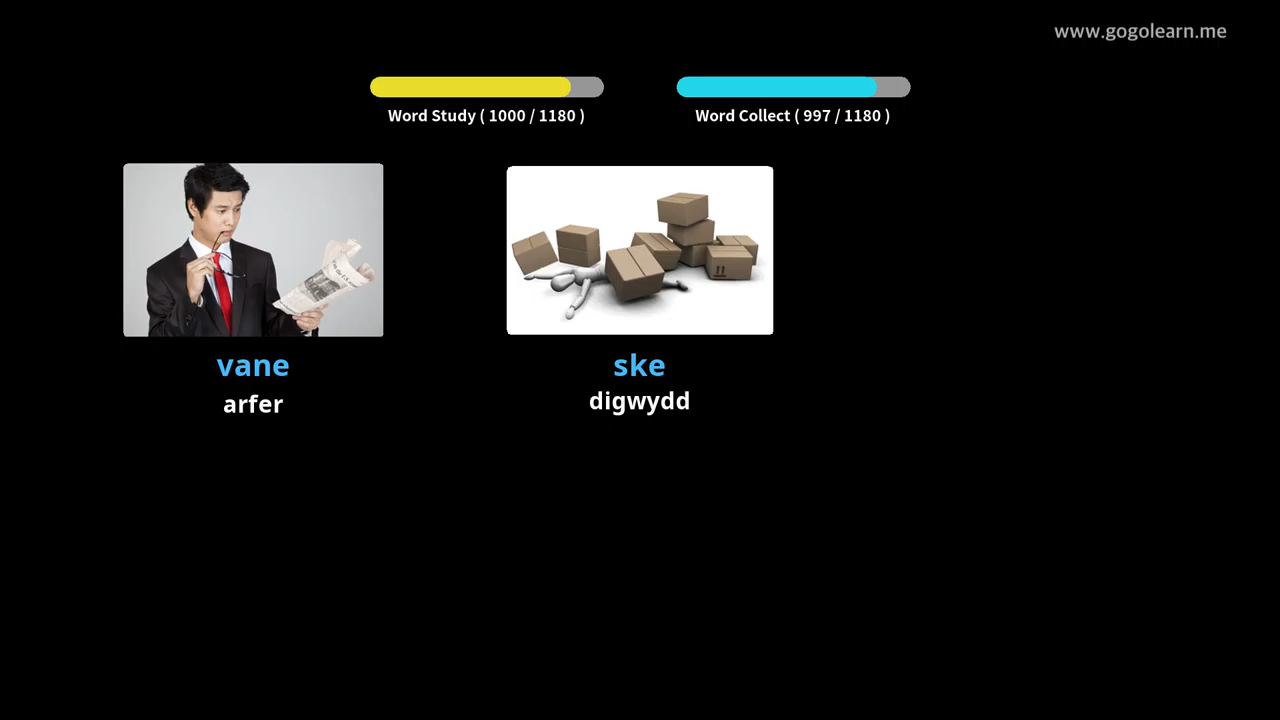 www.gogolearn.me
Word Study ( 1000 / 1180 )
Word Collect ( 997 / 1180 )
vane
arfer
ske
digwydd